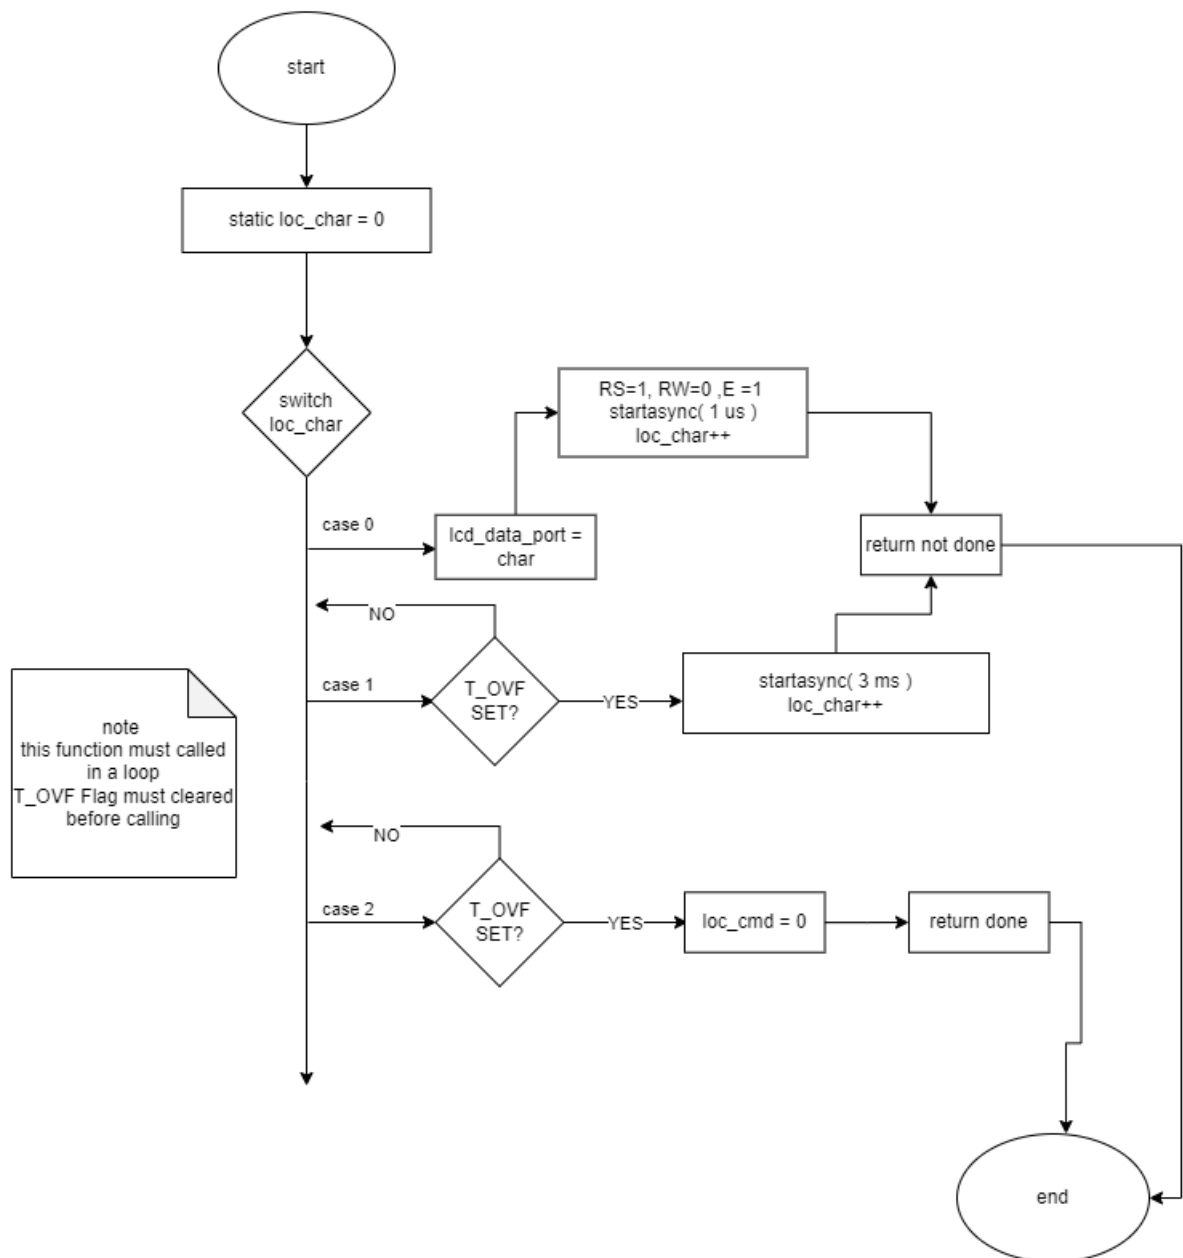 start
static loc_char = 0
switch
loc_char
RS=1, RW=0 ,E =1
startasync( 1 us )
loc_char++
case 0
lcd_data_port =
char
return not done
NO
case 1
T_OVF
SET?
YES
startasync( 3 ms )
loc_char++
note
this function must called
in a loop
T_OVF Flag must cleared
before calling
NO
case 2
T_OVF
SET?
YES
loc_cmd = 0
return done
end